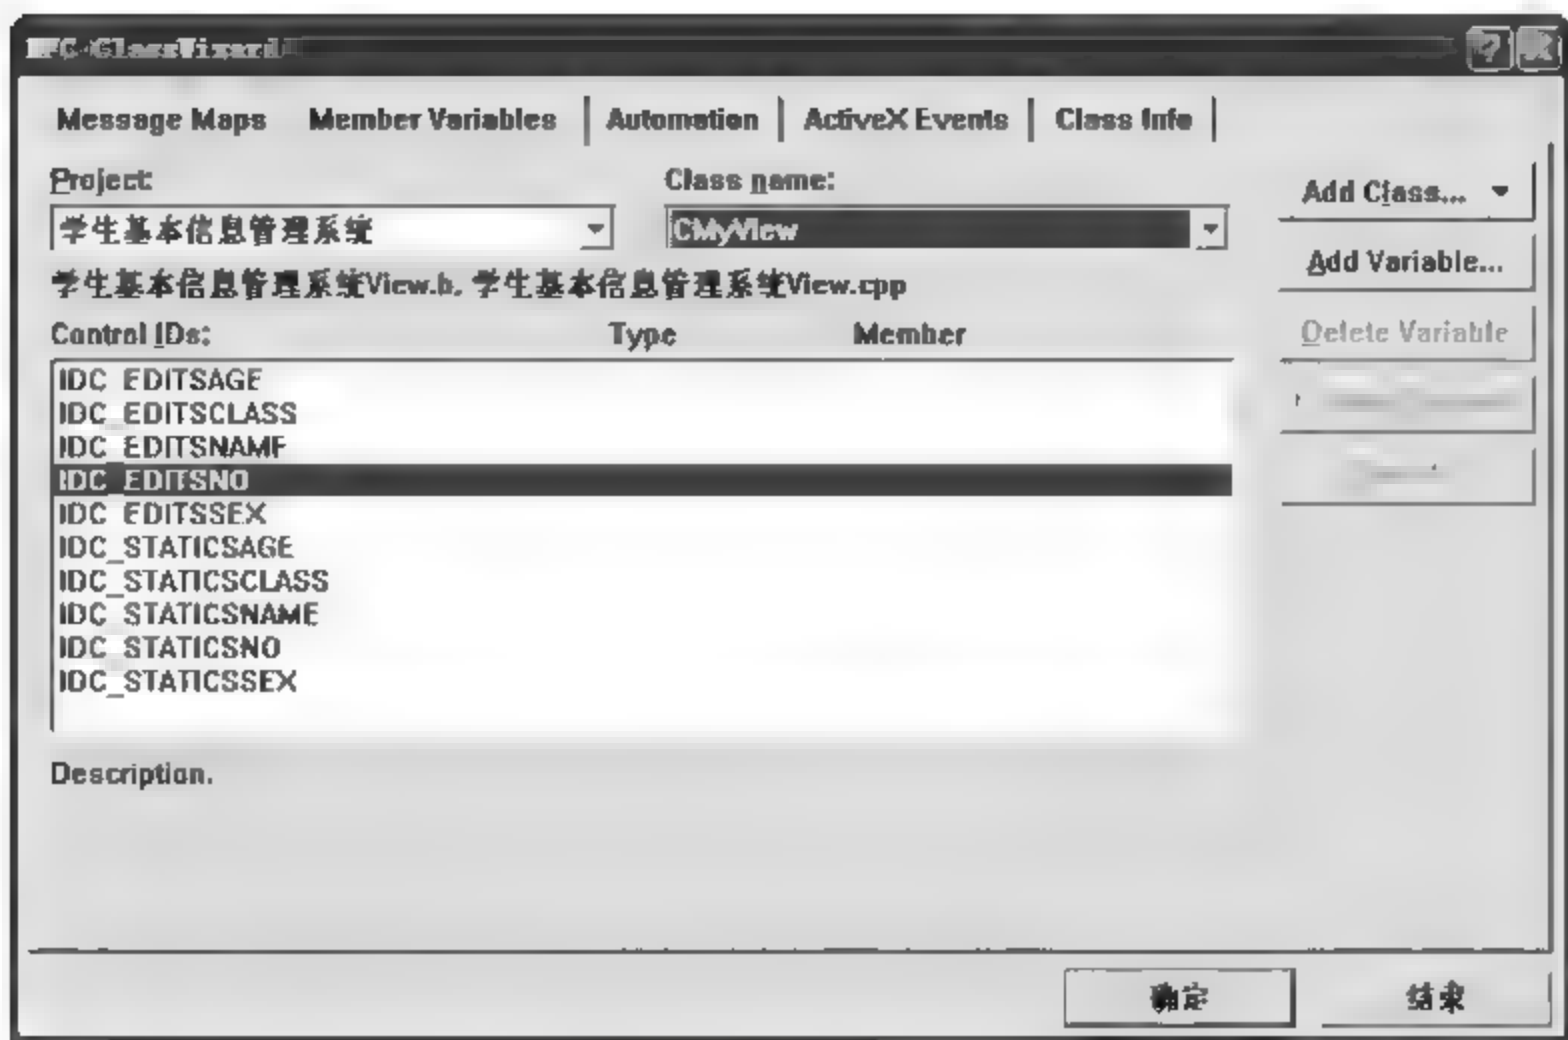 MFC ClassWizard
Message Maps Member Variables Automation ActiveX Events Class Info
Project: Class name: Add Class...
学生基本信息管理系统 CMyView
Add Variable...
学生基本信息管理系统View.h, 学生基本信息管理系统View.cpp
Control IDs: Type Member Delete Variable
IDC_EDITSAGE
IDC_EDITSCLASS
IDC_EDITSNAME
IDC_EDITSNO
IDC_EDITSSEX
IDC_STATICSAGE
IDC_STATICSCLASS
IDC_STATICSNAME
IDC_STATICSNO
IDC_STATICSSEX
Description.
确定 结束